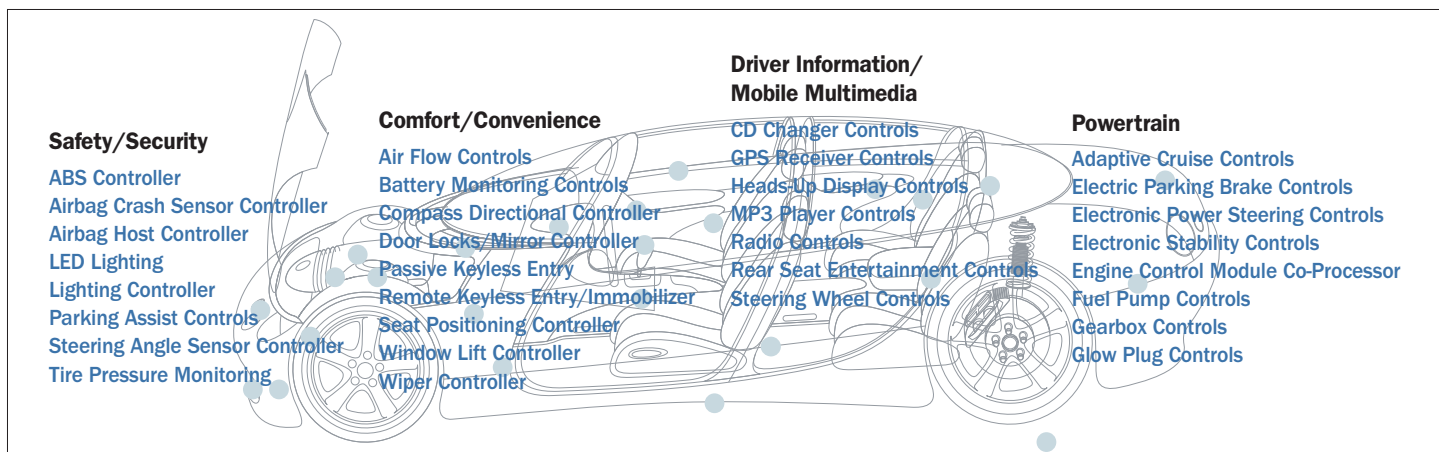 Safety/Security
ABS Controller
Airbag Crash Sensor Controller
Airbag Host Controller
LED Lighting
Lighting Controller
Parking Assist Controls
Steering Angle Sensor Controller
Tire Pressure Monitoring
Comfort/Convenience
Air Flow Controls
Battery Monitoring Controls
Compass Directional Controller
Door Locks/Mirror Controller
Passive Keyless Entry
Remote Keyless Entry/Immobilizer
Seat Positioning Controller
Window Lift Controller
Wiper Controller
Driver Information/
Mobile Multimedia
CD Changer Controls
GPS Receiver Controls
Heads-Up Display Controls
MP3 Player Controls
Radio Controls
Rear Seat Entertainment Controls
Steering Wheel Controls
Powertrain
Adaptive Cruise Controls
Electric Parking Brake Controls
Electronic Power Steering Controls
Electronic Stability Controls
Engine Control Module Co-Processor
Fuel Pump Controls
Gearbox Controls
Glow Plug Controls